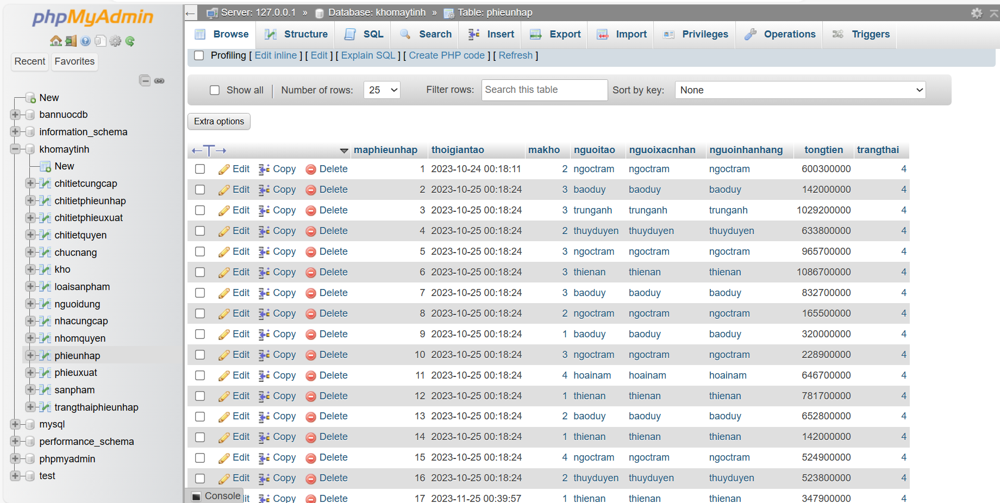 phpMyAdmin
Recent Favorites
New
bannuocdb
information_schema
khomaytinh
New
chitietcungcap
chitietphieunhap
chitietphieuxuat
chitietquyen
chucnang
kho
loaisanpham
nguoidung
nhacungcap
nhomquyen
phieunhap
phieuxuat
sanpham
trangthaiphieunhap
mysql
performance_schema
phpmyadmin
test
Server: 127.0.0.1 » Database: khomaytinh » Table: phieunhap
Browse Structure SQL Search Insert Export Import Privileges Operations Triggers
Profiling [ Edit inline ] [ Edit ] [ Explain SQL ] [ Create PHP code ] [ Refresh ]
Show all | Number of rows: 25 Filter rows: Search this table Sort by key: None
Extra options
←T→ maphieunhap thoigiantao makho nguoitao nguoixacnhan nguoinhanhang tongtien trangthai
Edit Copy Delete 1 2023-10-24 00:18:11 2 ngoctram ngoctram ngoctram 600300000 4
Edit Copy Delete 2 2023-10-25 00:18:24 3 baoduy baoduy baoduy 142000000 4
Edit Copy Delete 3 2023-10-25 00:18:24 3 trunganh trunganh trunganh 1029200000 4
Edit Copy Delete 4 2023-10-25 00:18:24 2 thuyduyen thuyduyen thuyduyen 633800000 4
Edit Copy Delete 5 2023-10-25 00:18:24 3 ngoctram ngoctram ngoctram 965700000 4
Edit Copy Delete 6 2023-10-25 00:18:24 3 thienan thienan thienan 1086700000 4
Edit Copy Delete 7 2023-10-25 00:18:24 3 baoduy baoduy baoduy 832700000 4
Edit Copy Delete 8 2023-10-25 00:18:24 2 ngoctram ngoctram ngoctram 165500000 4
Edit Copy Delete 9 2023-10-25 00:18:24 1 baoduy baoduy baoduy 320000000 4
Edit Copy Delete 10 2023-10-25 00:18:24 3 ngoctram ngoctram ngoctram 228900000 4
Edit Copy Delete 11 2023-10-25 00:18:24 4 hoainam hoainam hoainam 646700000 4
Edit Copy Delete 12 2023-10-25 00:18:24 1 thienan thienan thienan 781700000 4
Edit Copy Delete 13 2023-10-25 00:18:24 2 baoduy baoduy baoduy 652800000 4
Edit Copy Delete 14 2023-10-25 00:18:24 1 thienan thienan thienan 142000000 4
Edit Copy Delete 15 2023-10-25 00:18:24 4 ngoctram ngoctram ngoctram 524900000 4
Edit Copy Delete 16 2023-10-25 00:18:24 2 thuyduyen thuyduyen thuyduyen 523800000 4
Console it Copy Delete 17 2023-11-25 00:39:57 1 thienan thienan thienan 347900000 4